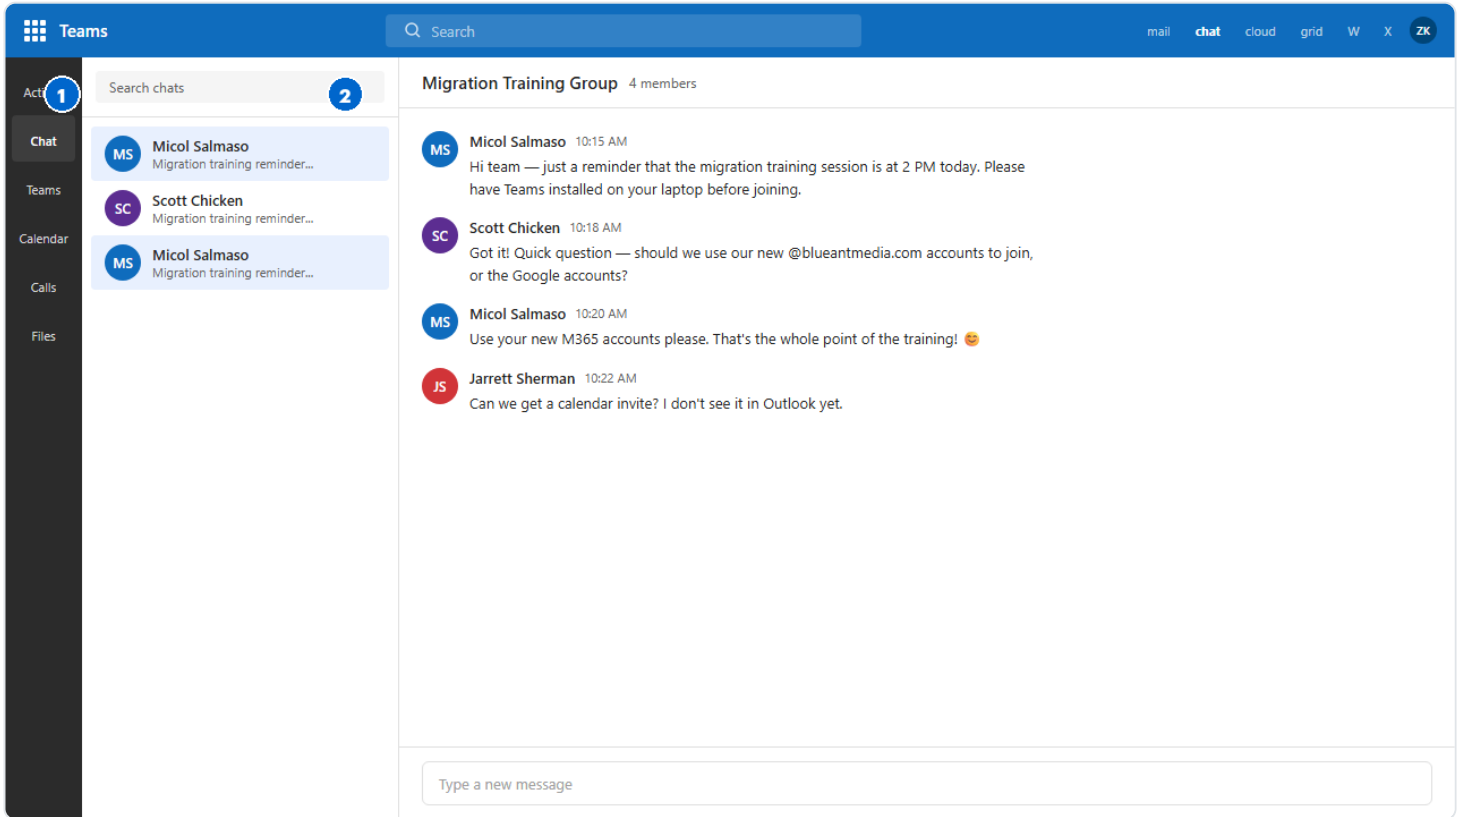 Teams
Search
mail chat cloud grid W X ZK
1
Search chats
2
Chat
Teams
Calendar
Calls
Files
MS
Micol Salmaso
Migration training reminder...
SC
Scott Chicken
Migration training reminder...
MS
Micol Salmaso
Migration training reminder...
Migration Training Group 4 members
MS
Micol Salmaso 10:15 AM
Hi team — just a reminder that the migration training session is at 2 PM today. Please
have Teams installed on your laptop before joining.
SC
Scott Chicken 10:18 AM
Got it! Quick question — should we use our new @blueantmedia.com accounts to join,
or the Google accounts?
MS
Micol Salmaso 10:20 AM
Use your new M365 accounts please. That's the whole point of the training! 😊
JS
Jarrett Sherman 10:22 AM
Can we get a calendar invite? I don't see it in Outlook yet.
Type a new message